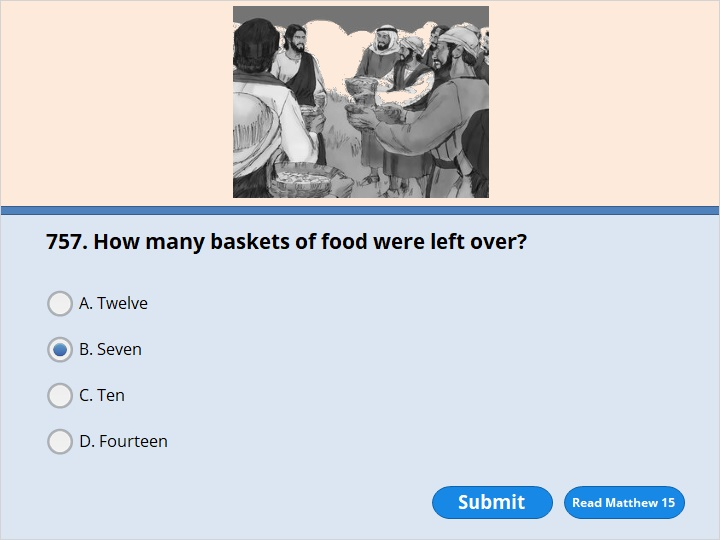 757. How many baskets of food were left over?
A. Twelve
B. Seven
C. Ten
D. Fourteen
Submit
Read Matthew 15